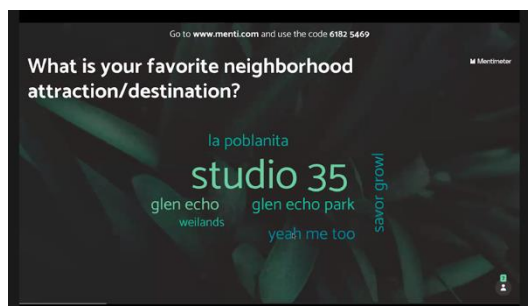 Go to www.menti.com and use the code 6182 5469
What is your favorite neighborhood
attraction/destination?
Mentimeter
la poblanita
studio 35
savor growl
glen echo
glen echo park
weilands
yeah me too